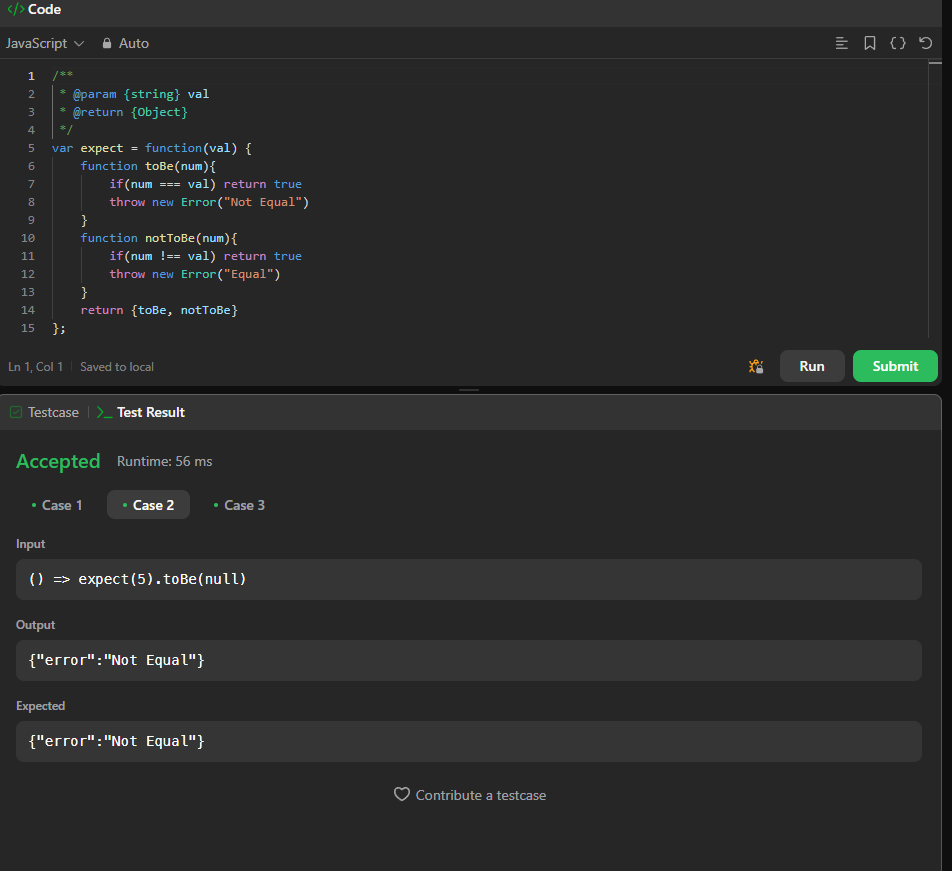 </> Code
JavaScript Auto
1 /**
2  * @param {string} val
3  * @return {Object}
4  */
5 var expect = function(val) {
6     function toBe(num){
7         if(num === val) return true
8         throw new Error("Not Equal")
9     }
10     function notToBe(num){
11         if(num !== val) return true
12         throw new Error("Equal")
13     }
14     return {toBe, notToBe}
15 };
Ln 1, Col 1 | Saved to local
Run Submit
Testcase | >_ Test Result
Accepted Runtime: 56 ms
• Case 1 • Case 2 • Case 3
Input
() => expect(5).toBe(null)
Output
{"error":"Not Equal"}
Expected
{"error":"Not Equal"}
Contribute a testcase